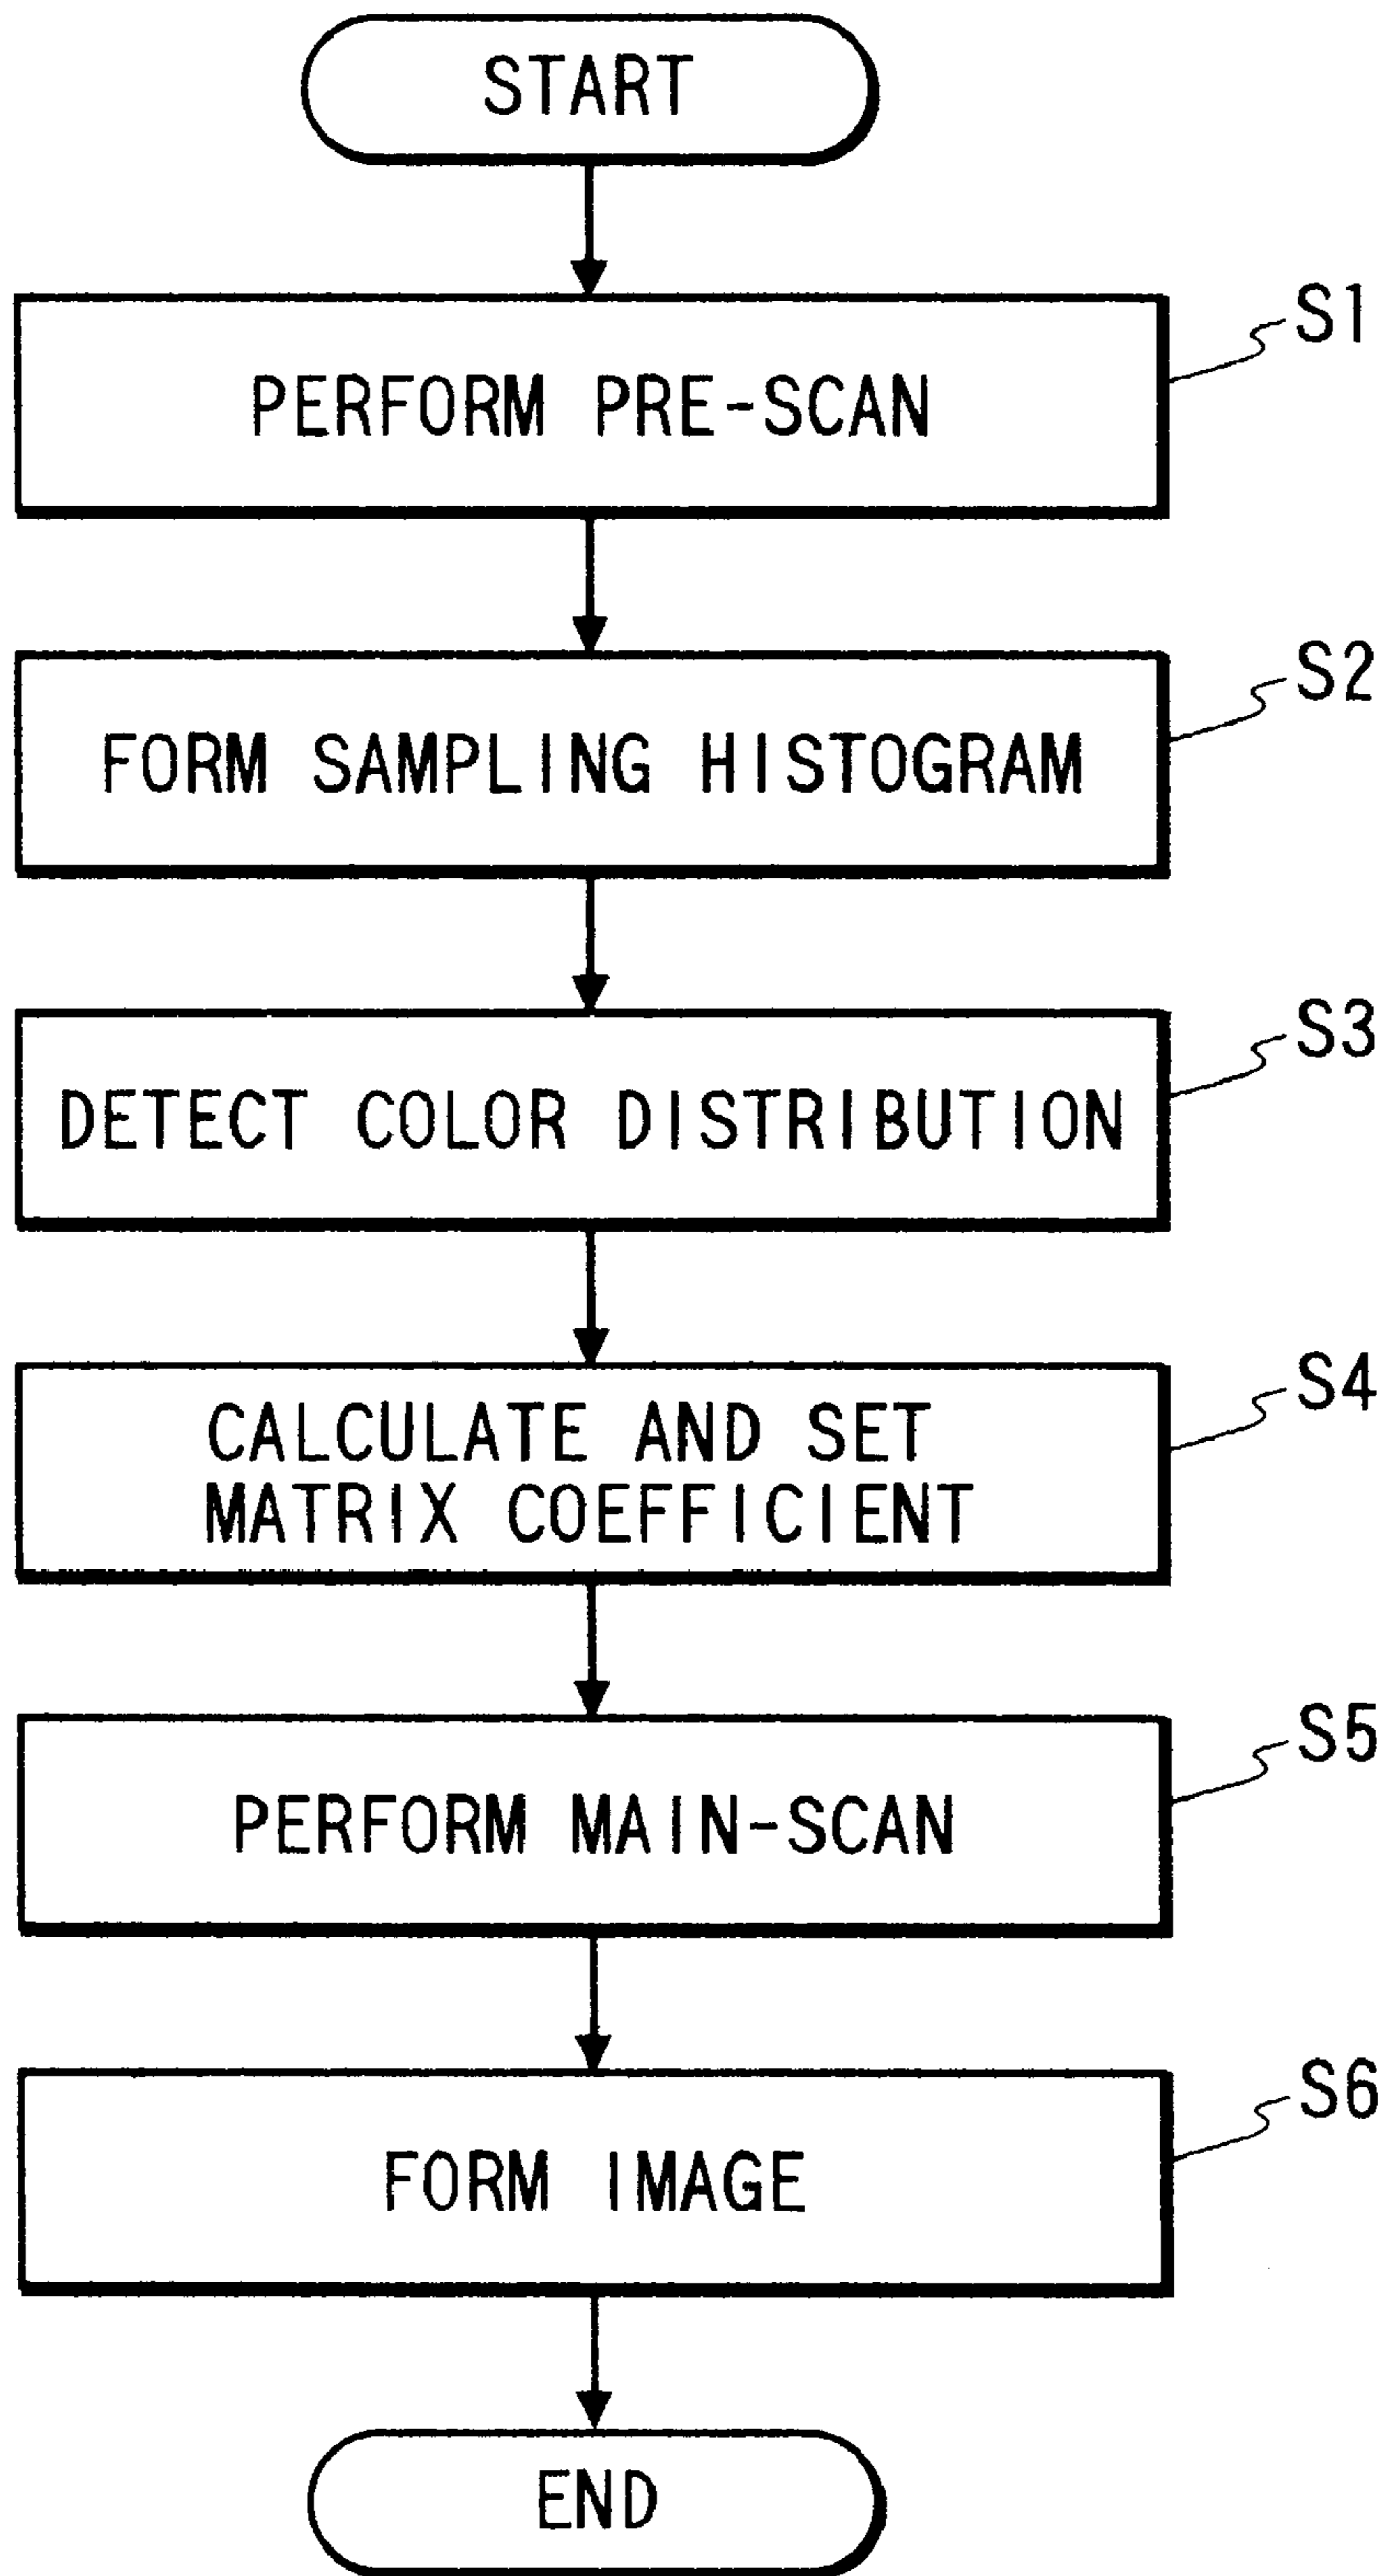 START
S1
PERFORM PRE-SCAN
S2
FORM SAMPLING HISTOGRAM
S3
DETECT COLOR DISTRIBUTION
S4
CALCULATE AND SET
MATRIX COEFFICIENT
S5
PERFORM MAIN-SCAN
S6
FORM IMAGE
END